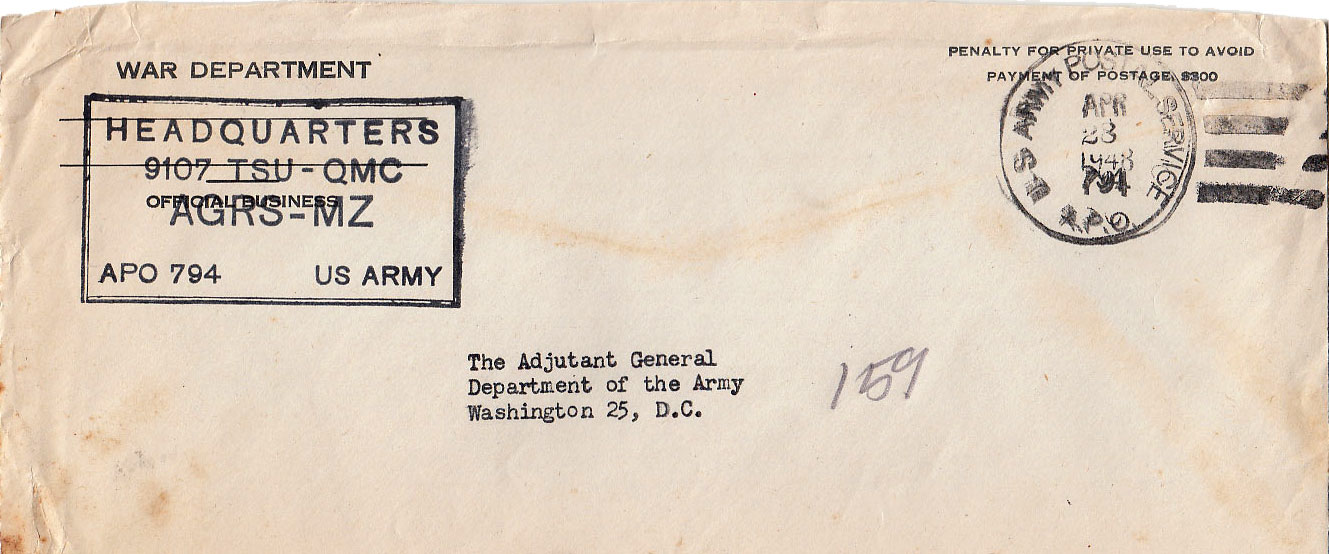 WAR DEPARTMENT
PENALTY FOR PRIVATE USE TO AVOID
PAYMENT OF POSTAGE, $300
HEADQUARTERS
9107 TSU-QMC
OFFICIAL BUSINESS
AGRS-MZ
APO 794 US ARMY
US ARMY POSTAL SERVICE
APR
28
1948
794
A.P.O.
The Adjutant General
Department of the Army
Washington 25, D.C.
159